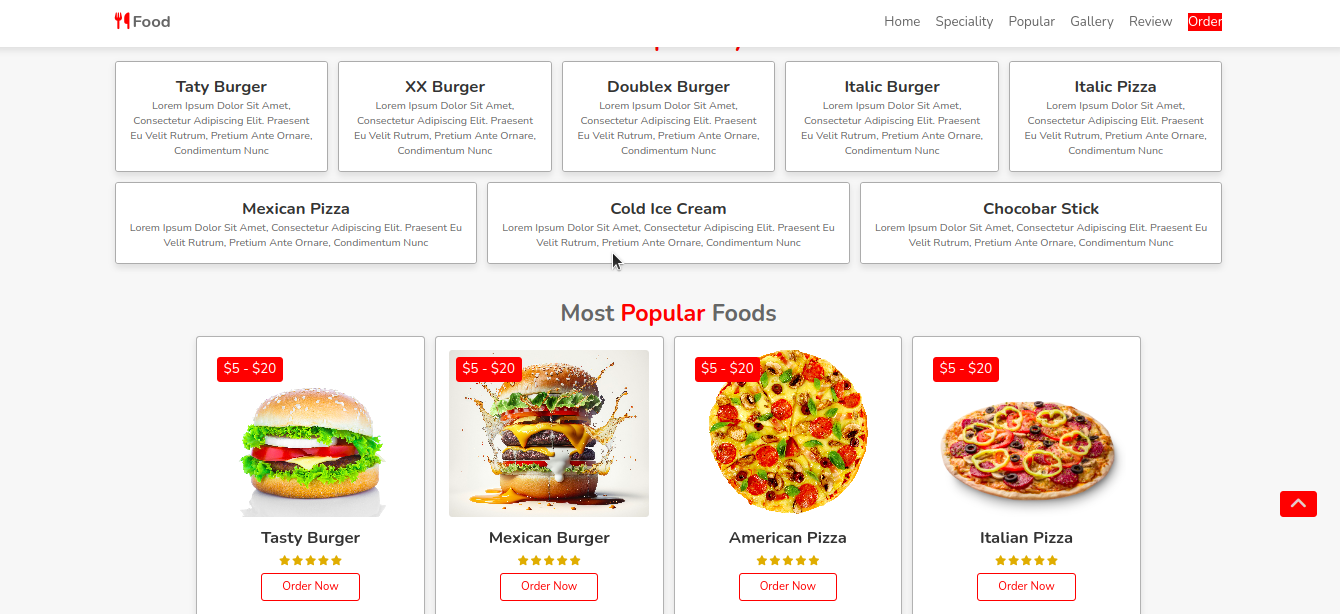 Food
Home Speciality Popular Gallery Review Order
Taty Burger
Lorem Ipsum Dolor Sit Amet,
Consectetur Adipiscing Elit. Praesent
Eu Velit Rutrum, Pretium Ante Ornare,
Condimentum Nunc
XX Burger
Lorem Ipsum Dolor Sit Amet,
Consectetur Adipiscing Elit. Praesent
Eu Velit Rutrum, Pretium Ante Ornare,
Condimentum Nunc
Doublex Burger
Lorem Ipsum Dolor Sit Amet,
Consectetur Adipiscing Elit. Praesent
Eu Velit Rutrum, Pretium Ante Ornare,
Condimentum Nunc
Italic Burger
Lorem Ipsum Dolor Sit Amet,
Consectetur Adipiscing Elit. Praesent
Eu Velit Rutrum, Pretium Ante Ornare,
Condimentum Nunc
Italic Pizza
Lorem Ipsum Dolor Sit Amet,
Consectetur Adipiscing Elit. Praesent
Eu Velit Rutrum, Pretium Ante Ornare,
Condimentum Nunc
Mexican Pizza
Lorem Ipsum Dolor Sit Amet, Consectetur Adipiscing Elit. Praesent Eu
Velit Rutrum, Pretium Ante Ornare, Condimentum Nunc
Cold Ice Cream
Lorem Ipsum Dolor Sit Amet, Consectetur Adipiscing Elit. Praesent Eu
Velit Rutrum, Pretium Ante Ornare, Condimentum Nunc
Chocobar Stick
Lorem Ipsum Dolor Sit Amet, Consectetur Adipiscing Elit. Praesent Eu
Velit Rutrum, Pretium Ante Ornare, Condimentum Nunc
Most Popular Foods
$5 - $20
Tasty Burger
Order Now
$5 - $20
Mexican Burger
Order Now
$5 - $20
American Pizza
Order Now
$5 - $20
Italian Pizza
Order Now